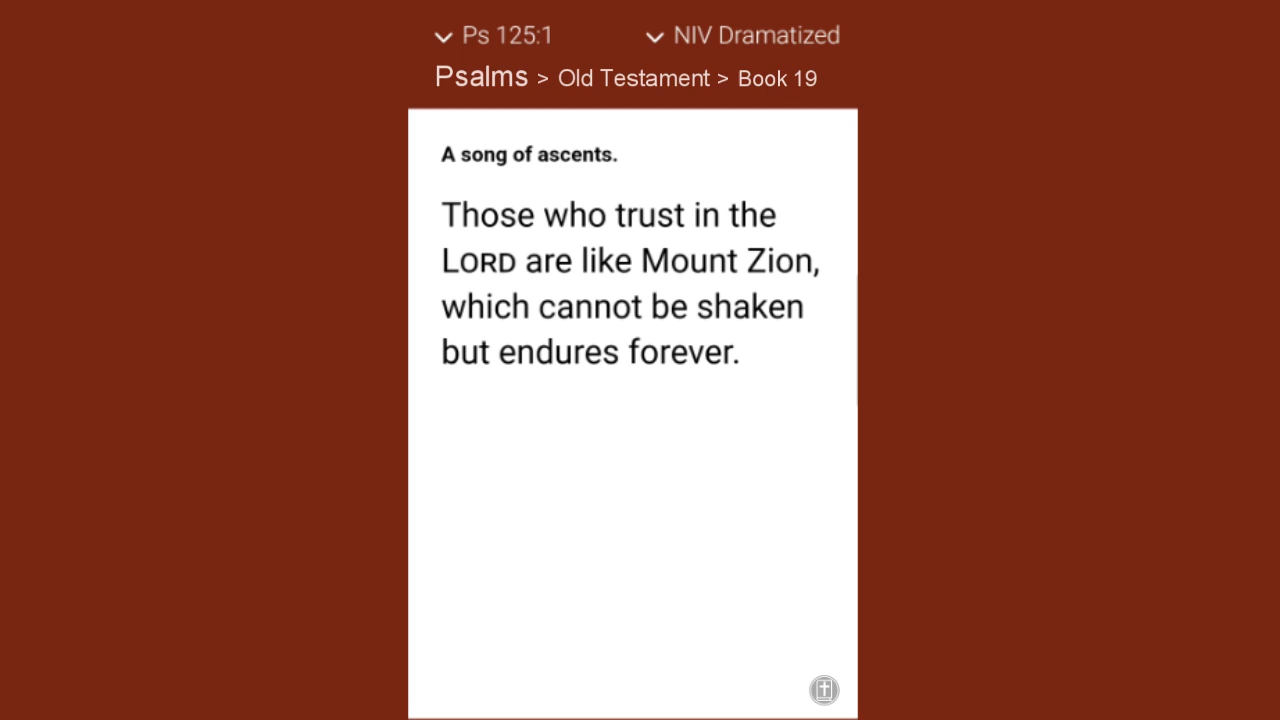 Ps 125:1 NIV Dramatized
Psalms > Old Testament > Book 19
A song of ascents.
Those who trust in the
LORD are like Mount Zion,
which cannot be shaken
but endures forever.